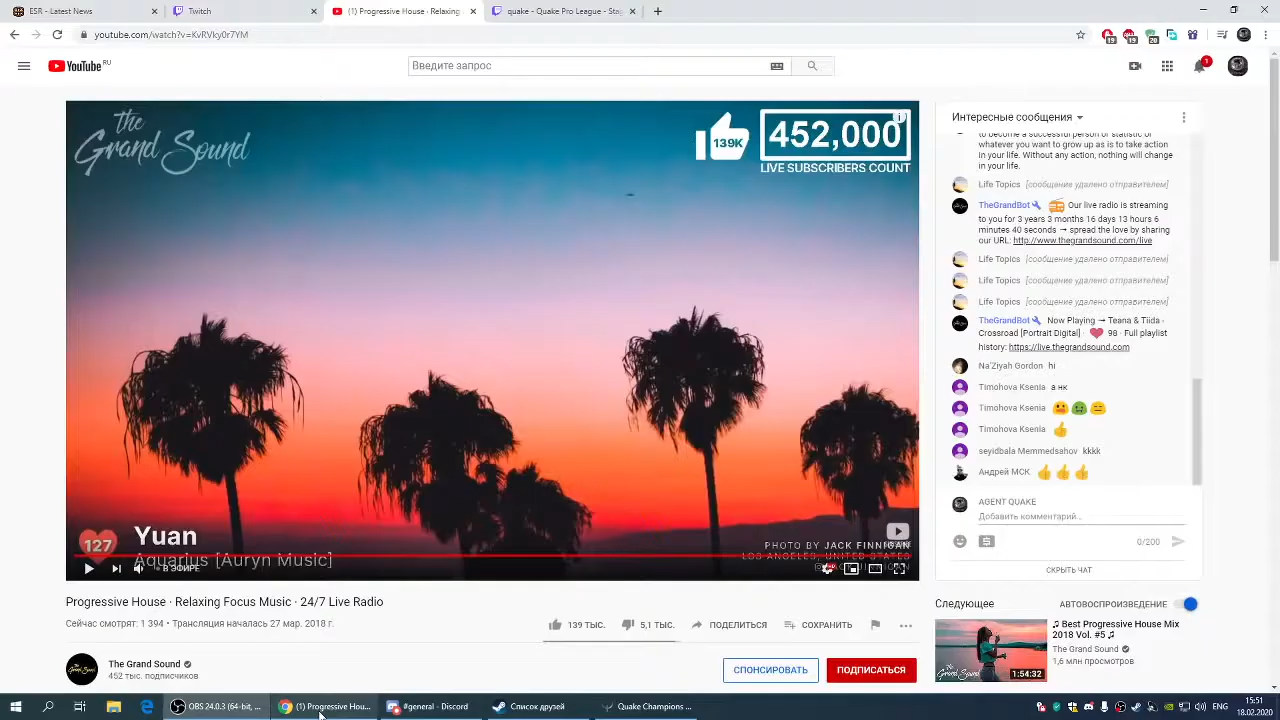 ESR - Latest News
Twitch
(1) Progressive House · Relaxing
quake - Quake Pro League - Stag
youtube.com/watch?v=KvRVky0r7YM
19
19
20
YouTube RU
Введите запрос
1
the Grand Sound
139K
452,000
LIVE SUBSCRIBERS COUNT
127
Yuan
Aquarius [Auryn Music]
В ЭФИРЕ
PHOTO BY JACK FINNIGAN
LOS ANGELES, UNITED STATES
Интересные сообщения
to become a successful person or statistic or
whatever you want to grow up as is to take action
in your life. Without any action, nothing will change
in your life.
Life Topics [сообщение удалено отправителем]
TheGrandBot Our live radio is streaming
to you for 3 years 3 months 16 days 13 hours 6
minutes 40 seconds → spread the love by sharing
our URL: http://www.thegrandsound.com/live
Life Topics [сообщение удалено отправителем]
Life Topics [сообщение удалено отправителем]
Life Topics [сообщение удалено отправителем]
TheGrandBot Now Playing → Teana & Tiida -
Crossroad [Portrait Digital] | 98 · Full playlist
history: https://live.thegrandsound.com
Na'Ziyah Gordon hi
Timohova Ksenia а нк
Timohova Ksenia
Timohova Ksenia
seyidbala Memmedsahov kkkk
Андрей МСК
AGENT QUAKE
Добавить комментарий...
0/200
СКРЫТЬ ЧАТ
Progressive House · Relaxing Focus Music · 24/7 Live Radio
Сейчас смотрят: 1 394 • Трансляция началась 27 мар. 2018 г.
139 ТЫС.
5,1 ТЫС.
ПОДЕЛИТЬСЯ
СОХРАНИТЬ
The Grand Sound
452 тыс. подписчиков
СПОНСИРОВАТЬ
ПОДПИСАТЬСЯ
Следующее
АВТОВОСПРОИЗВЕДЕНИЕ
♫ Best Progressive House Mix
2018 Vol. #5 ♫
The Grand Sound
1,6 млн просмотров
1:54:32
OBS 24.0.3 (64-bit, ...
(1) Progressive Hou...
#general - Discord
Список друзей
Quake Champions ...
ENG
15:51
18.02.2020